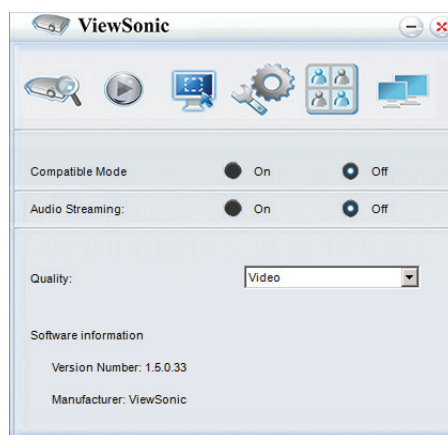 ViewSonic
Compatible Mode On Off
Audio Streaming: On Off
Quality: Video
Software information
Version Number: 1.5.0.33
Manufacturer: ViewSonic